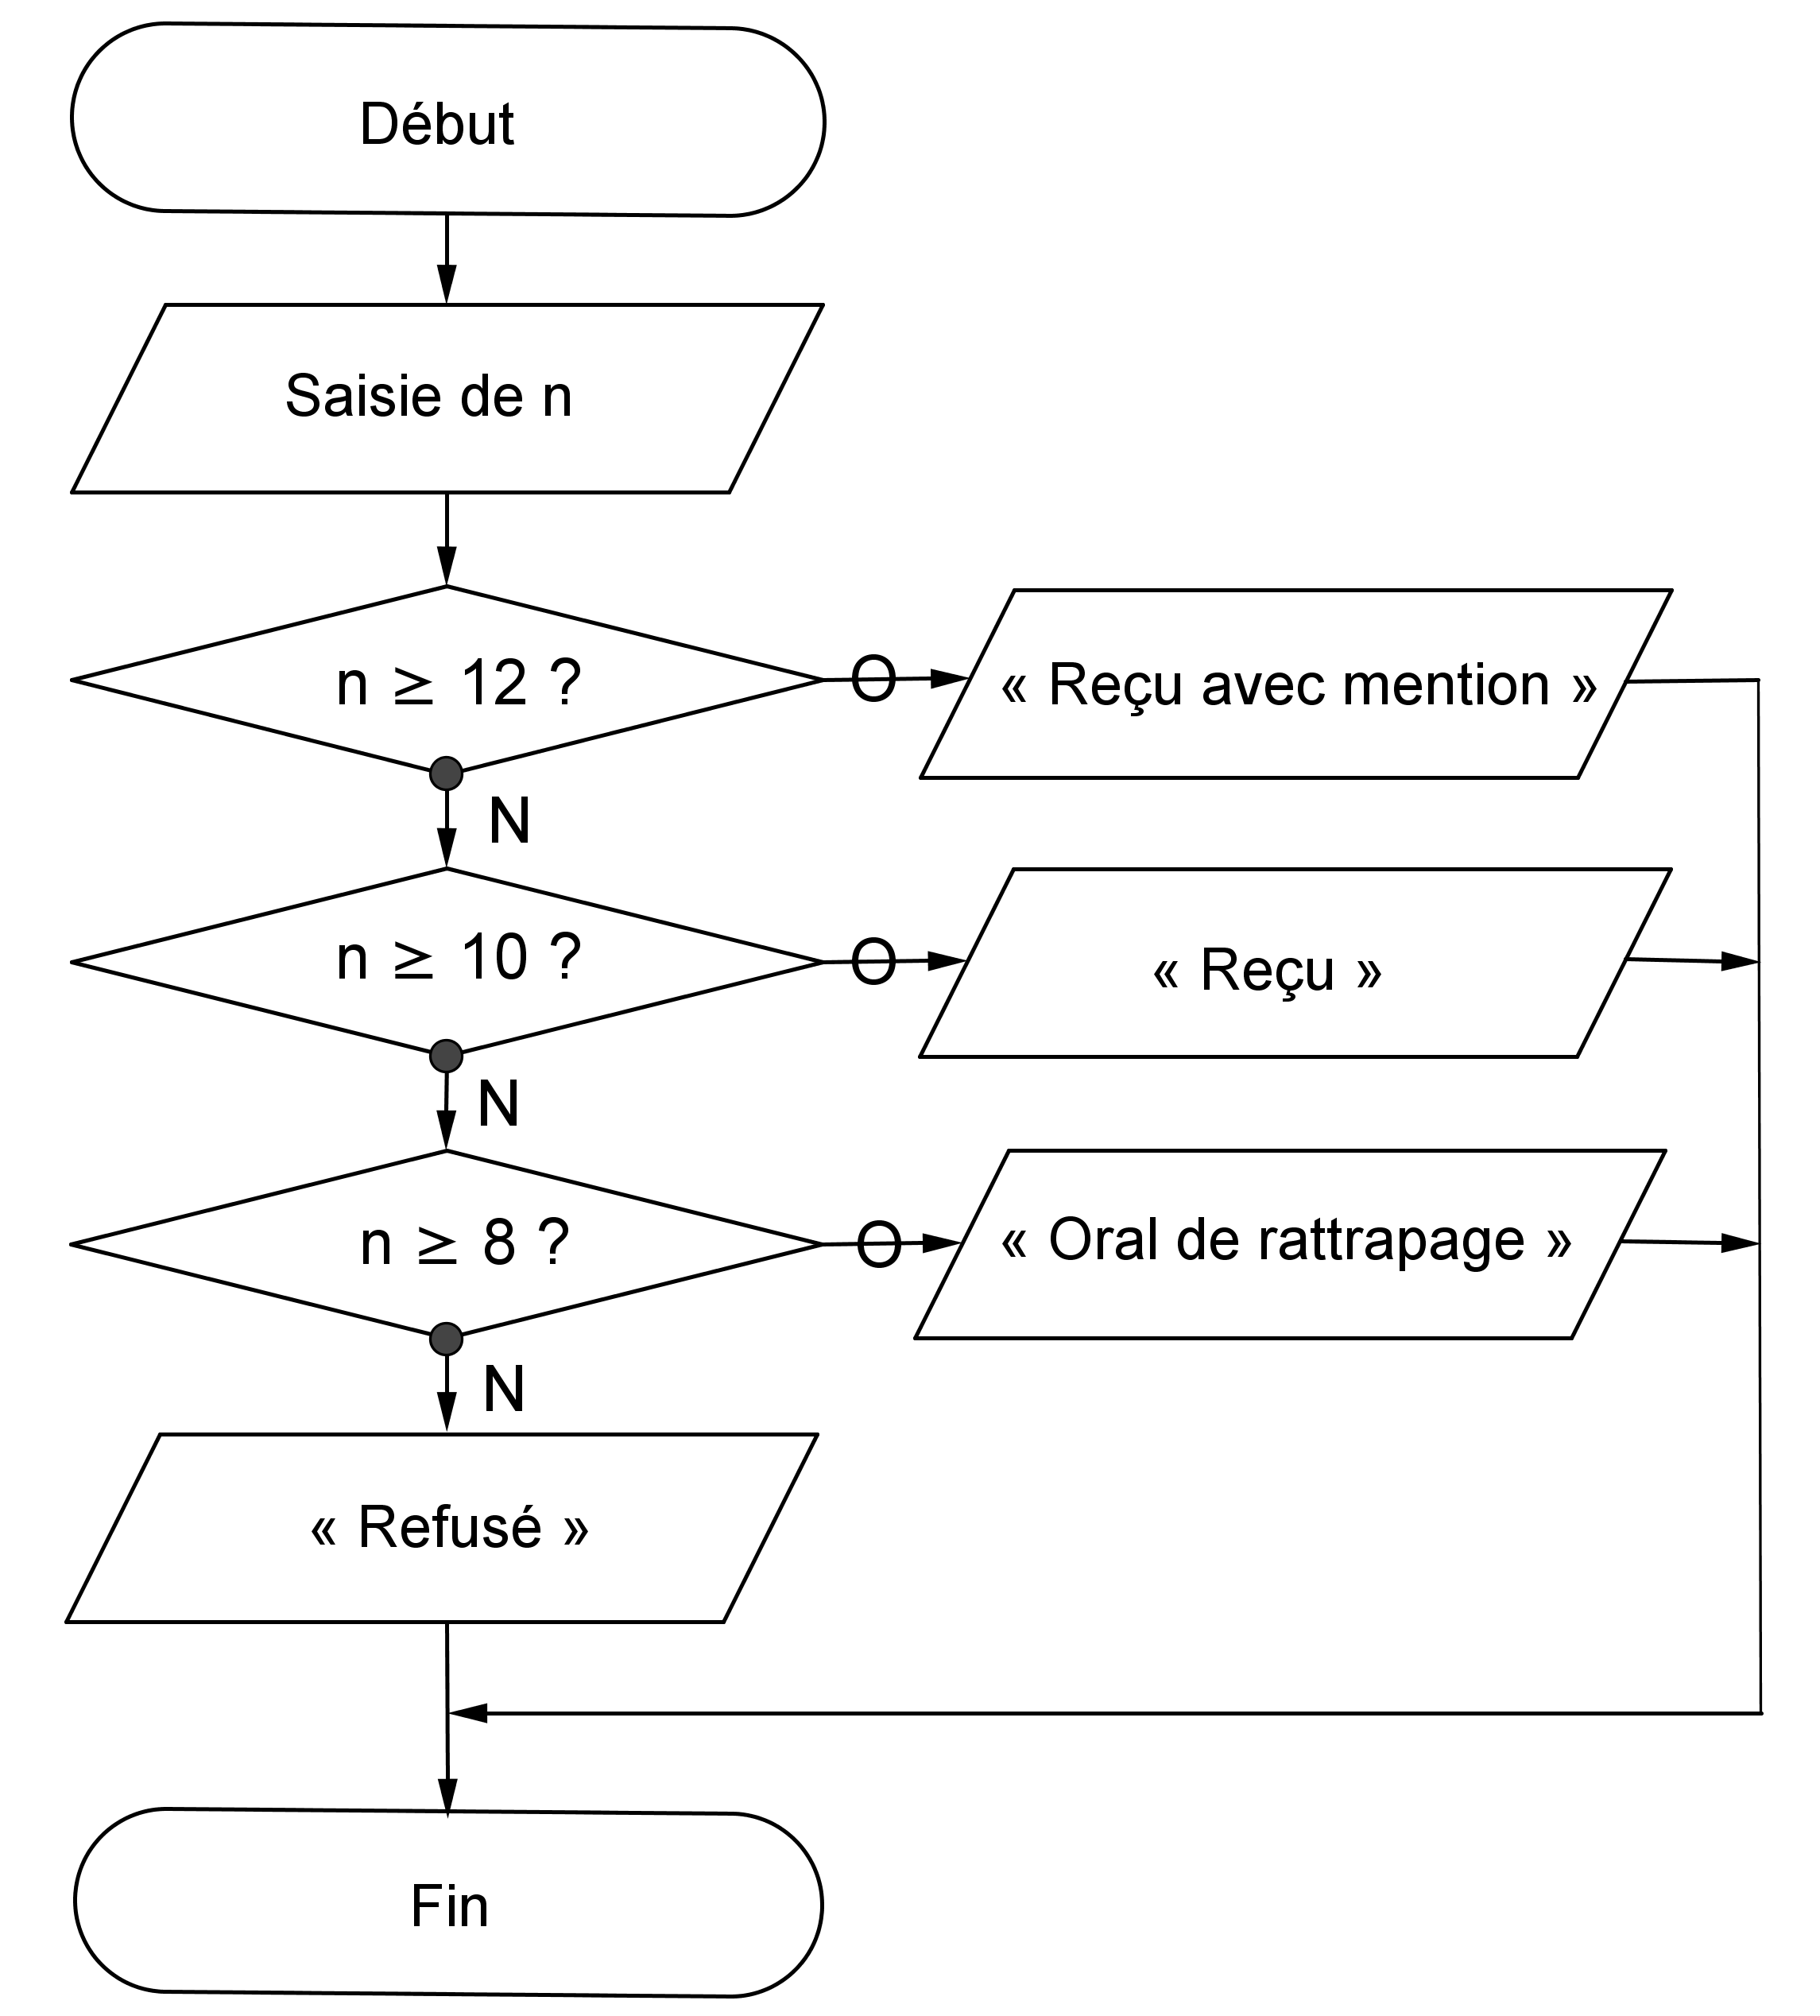 Début
Saisie de n
n ≥ 12 ?
O
« Reçu avec mention »
N
n ≥ 10 ?
O
« Reçu »
N
n ≥ 8 ?
O
« Oral de rattrapage »
N
« Refusé »
Fin